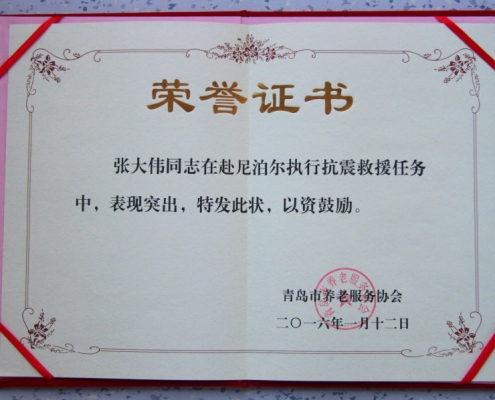 荣誉证书
张大伟同志在赴尼泊尔执行抗震救援任务
中，表现突出，特发此状，以资鼓励。
青岛市养老服务协会
二〇一六年一月十二日